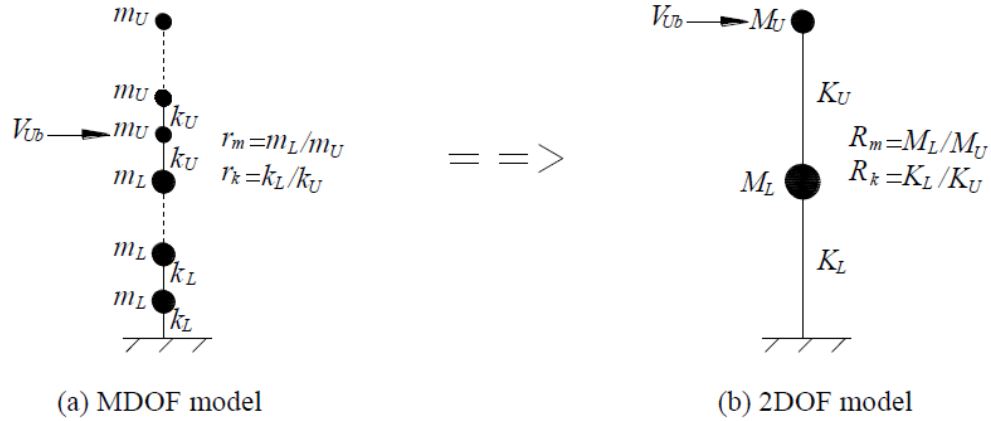 m_U
m_U
k_U
V_Ub
m_U
r_m=m_L/m_U
k_U
r_k=k_L/k_U
m_L
m_L
k_L
m_L
k_L
(a) MDOF model
= = >
V_Ub
M_U
K_U
R_m=M_L/M_U
R_k=K_L/K_U
M_L
K_L
(b) 2DOF model